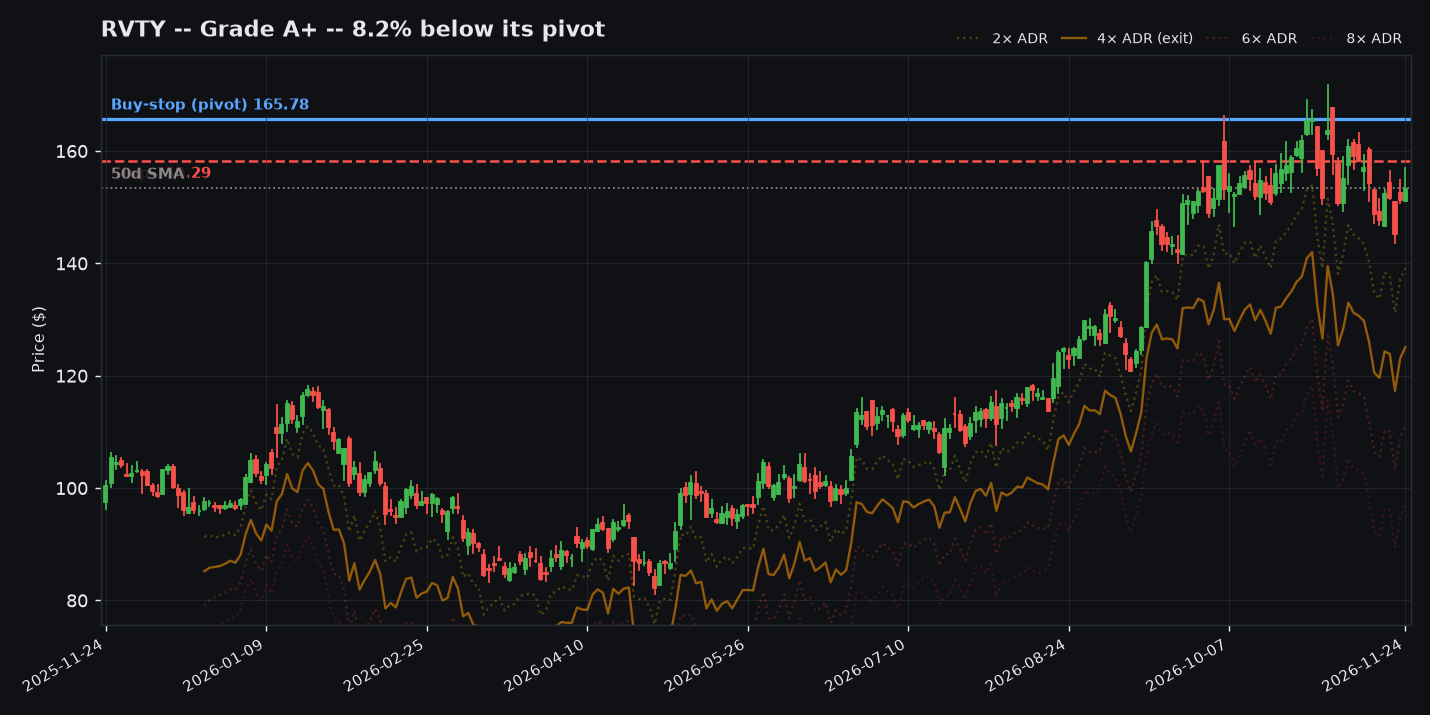 RVTY -- Grade A+ -- 8.2% below its pivot
2× ADR
4× ADR (exit)
6× ADR
8× ADR
Buy-stop (pivot) 165.78
50d SMA
29
Price ($)
160
140
120
100
80
2025-11-24
2026-01-09
2026-02-25
2026-04-10
2026-05-26
2026-07-10
2026-08-24
2026-10-07
2026-11-24